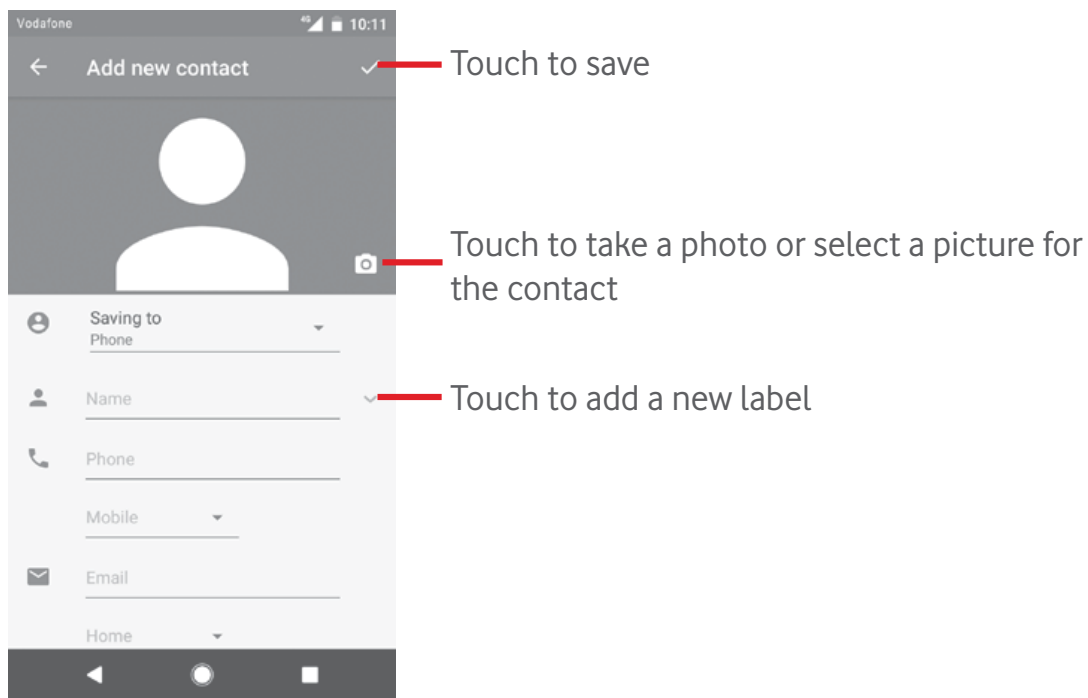 Vodafone 4G 10:11
Add new contact
Touch to save
Touch to take a photo or select a picture for
the contact
Saving to
Phone
Name
Touch to add a new label
Phone
Mobile
Email
Home